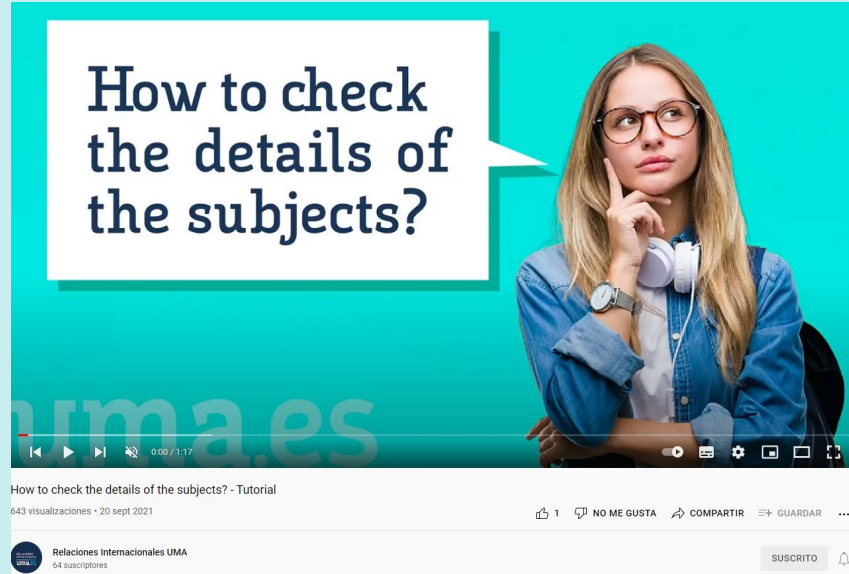 How to check
the details of
the subjects?
uma.es
0:00 / 1:17
How to check the details of the subjects? - Tutorial
643 visualizaciones • 20 sept 2021
1 NO ME GUSTA COMPARTIR GUARDAR
Relaciones Internacionales UMA
64 suscriptores
SUSCRITO